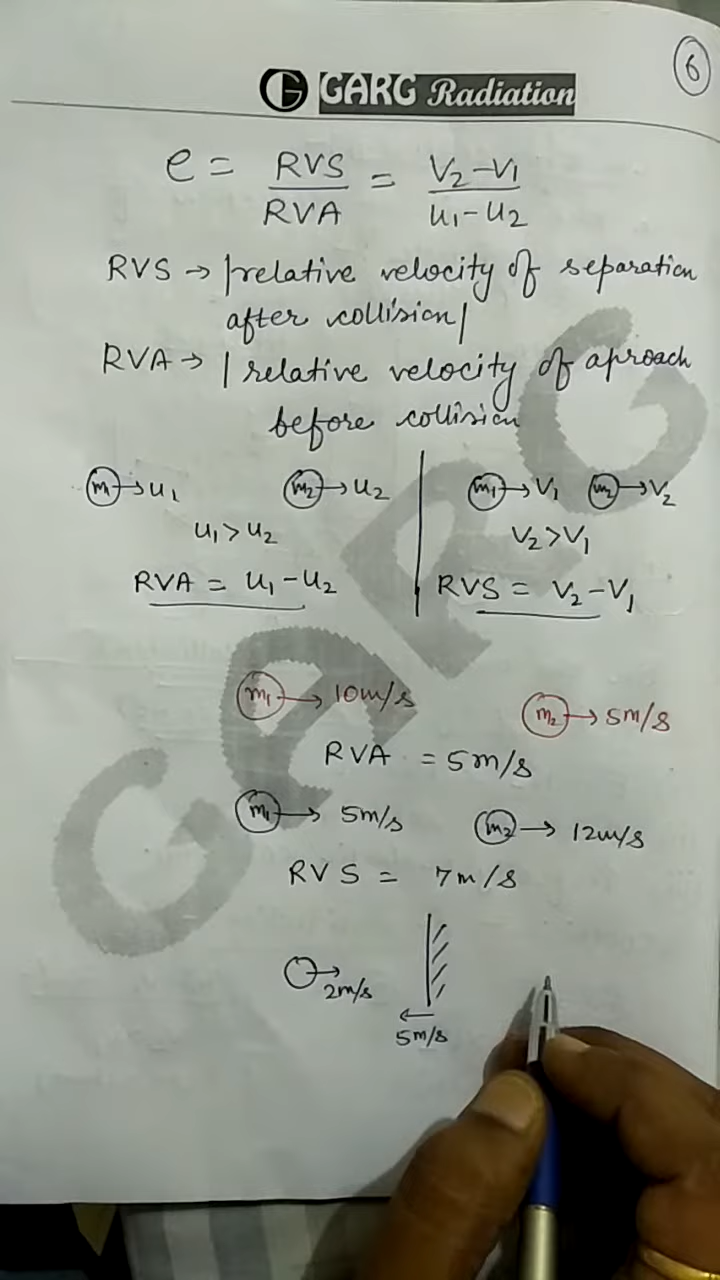 6
G GARG Radiation
e = RVS/RVA = V₂-V₁/u₁-u₂
RVS → |relative velocity of separation
after collision|
RVA → | relative velocity of aproach
before collision
m₁ → u₁ m₂ → u₂ m₁ → V₁ m₂ → V₂
u₁ > u₂ V₂ > V₁
RVA = u₁ - u₂ RVS = V₂ - V₁
m₁ → 10m/s m₂ → 5m/s
RVA = 5m/s
m₁ → 5m/s m₂ → 12m/s
RVS = 7m/s
→ 2m/s
← 5m/s
GARG